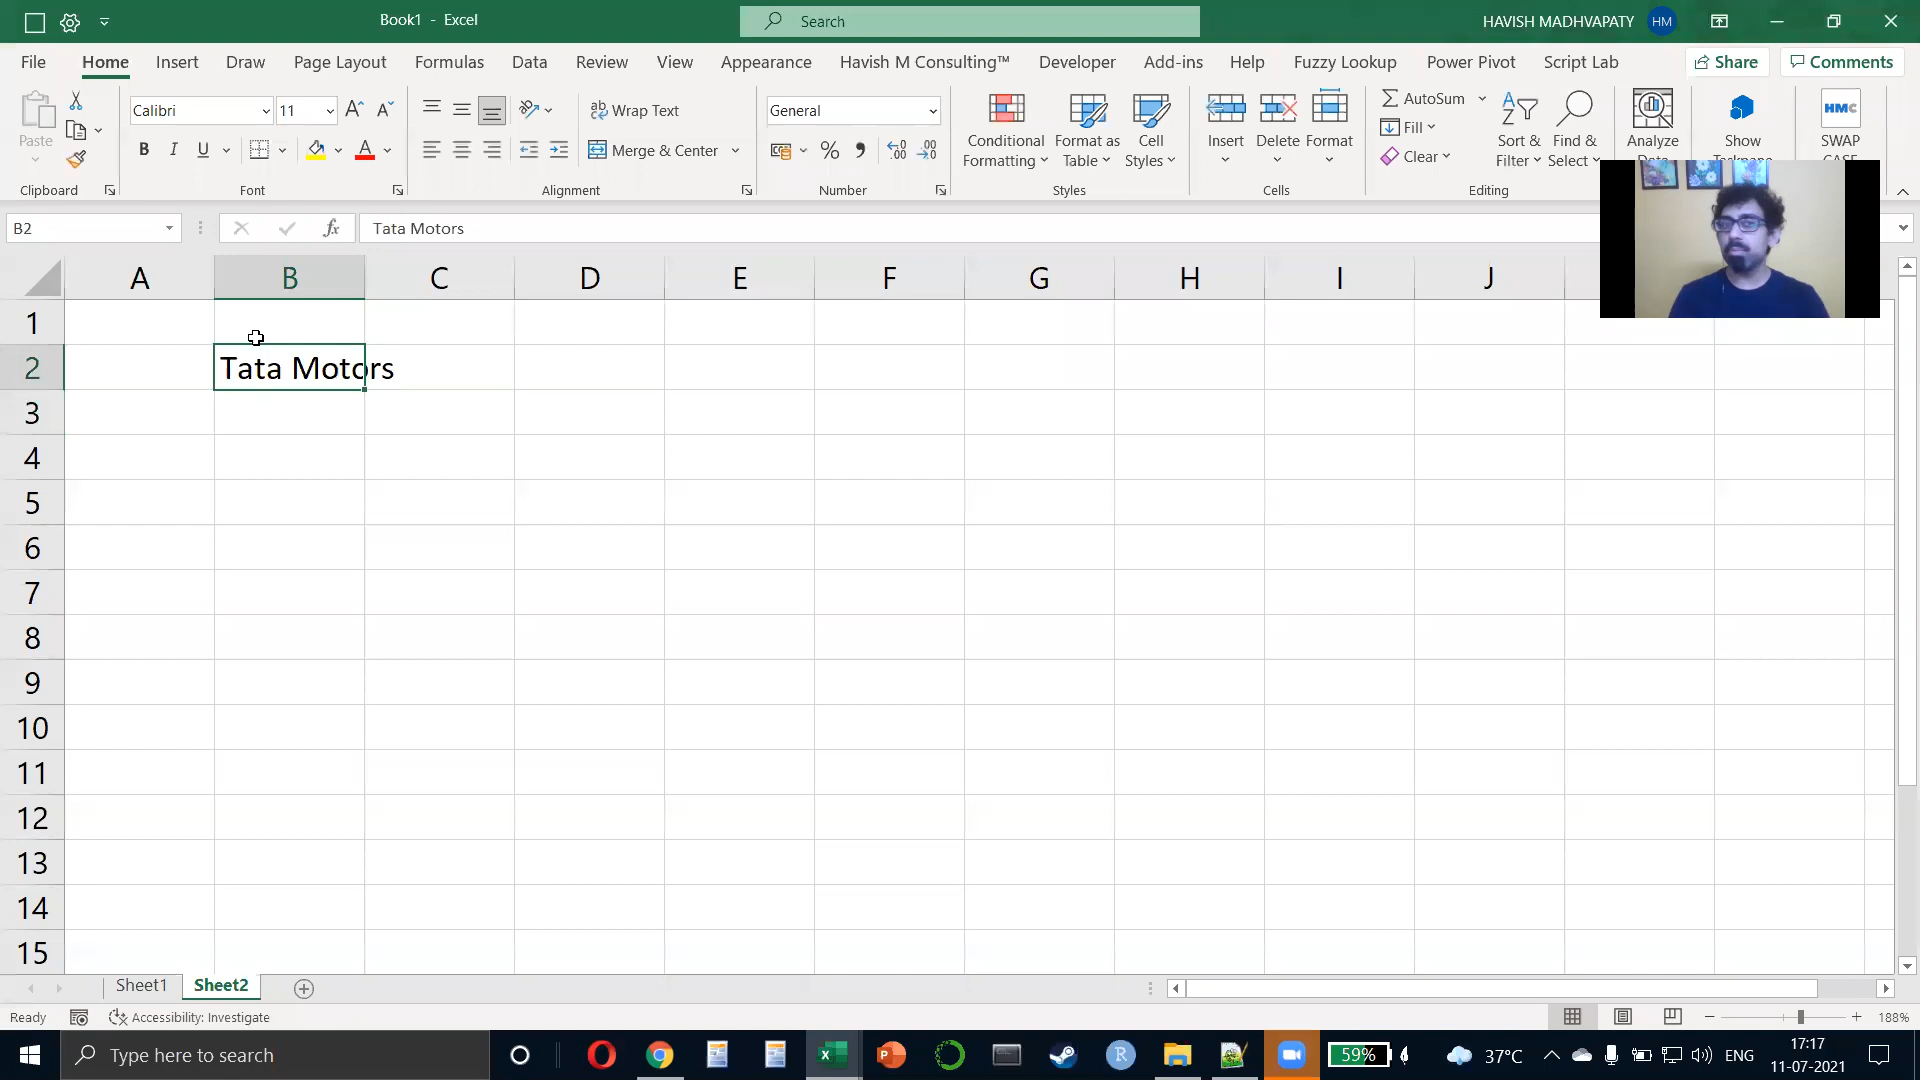 Book1 - Excel
Search
HAVISH MADHVAPATY HM
File Home Insert Draw Page Layout Formulas Data Review View Appearance Havish M Consulting™ Developer Add-ins Help Fuzzy Lookup Power Pivot Script Lab Share Comments
Paste
Calibri 11
Wrap Text
Merge & Center
General
Conditional Formatting
Format as Table
Cell Styles
Insert
Delete
Format
AutoSum
Fill
Clear
Sort & Filter
Find & Select
Analyze
Show
HMC
SWAP
Clipboard Font Alignment Number Styles Cells Editing
B2 fx Tata Motors
A B C D E F G H I J
1
2 Tata Motors
3
4
5
6
7
8
9
10
11
12
13
14
15
Sheet1 Sheet2
Ready Accessibility: Investigate 188%
Type here to search
59%
37°C
ENG
17:17
11-07-2021